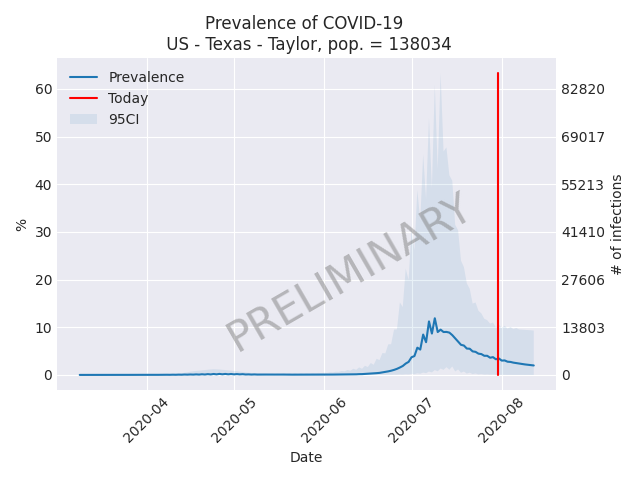 Prevalence of COVID-19
US - Texas - Taylor, pop. = 138034
Prevalence
Today
95CI
PRELIMINARY
%
60
50
40
30
20
10
0
82820
69017
55213
41410
27606
13803
0
# of infections
2020-04
2020-05
2020-06
2020-07
2020-08
Date